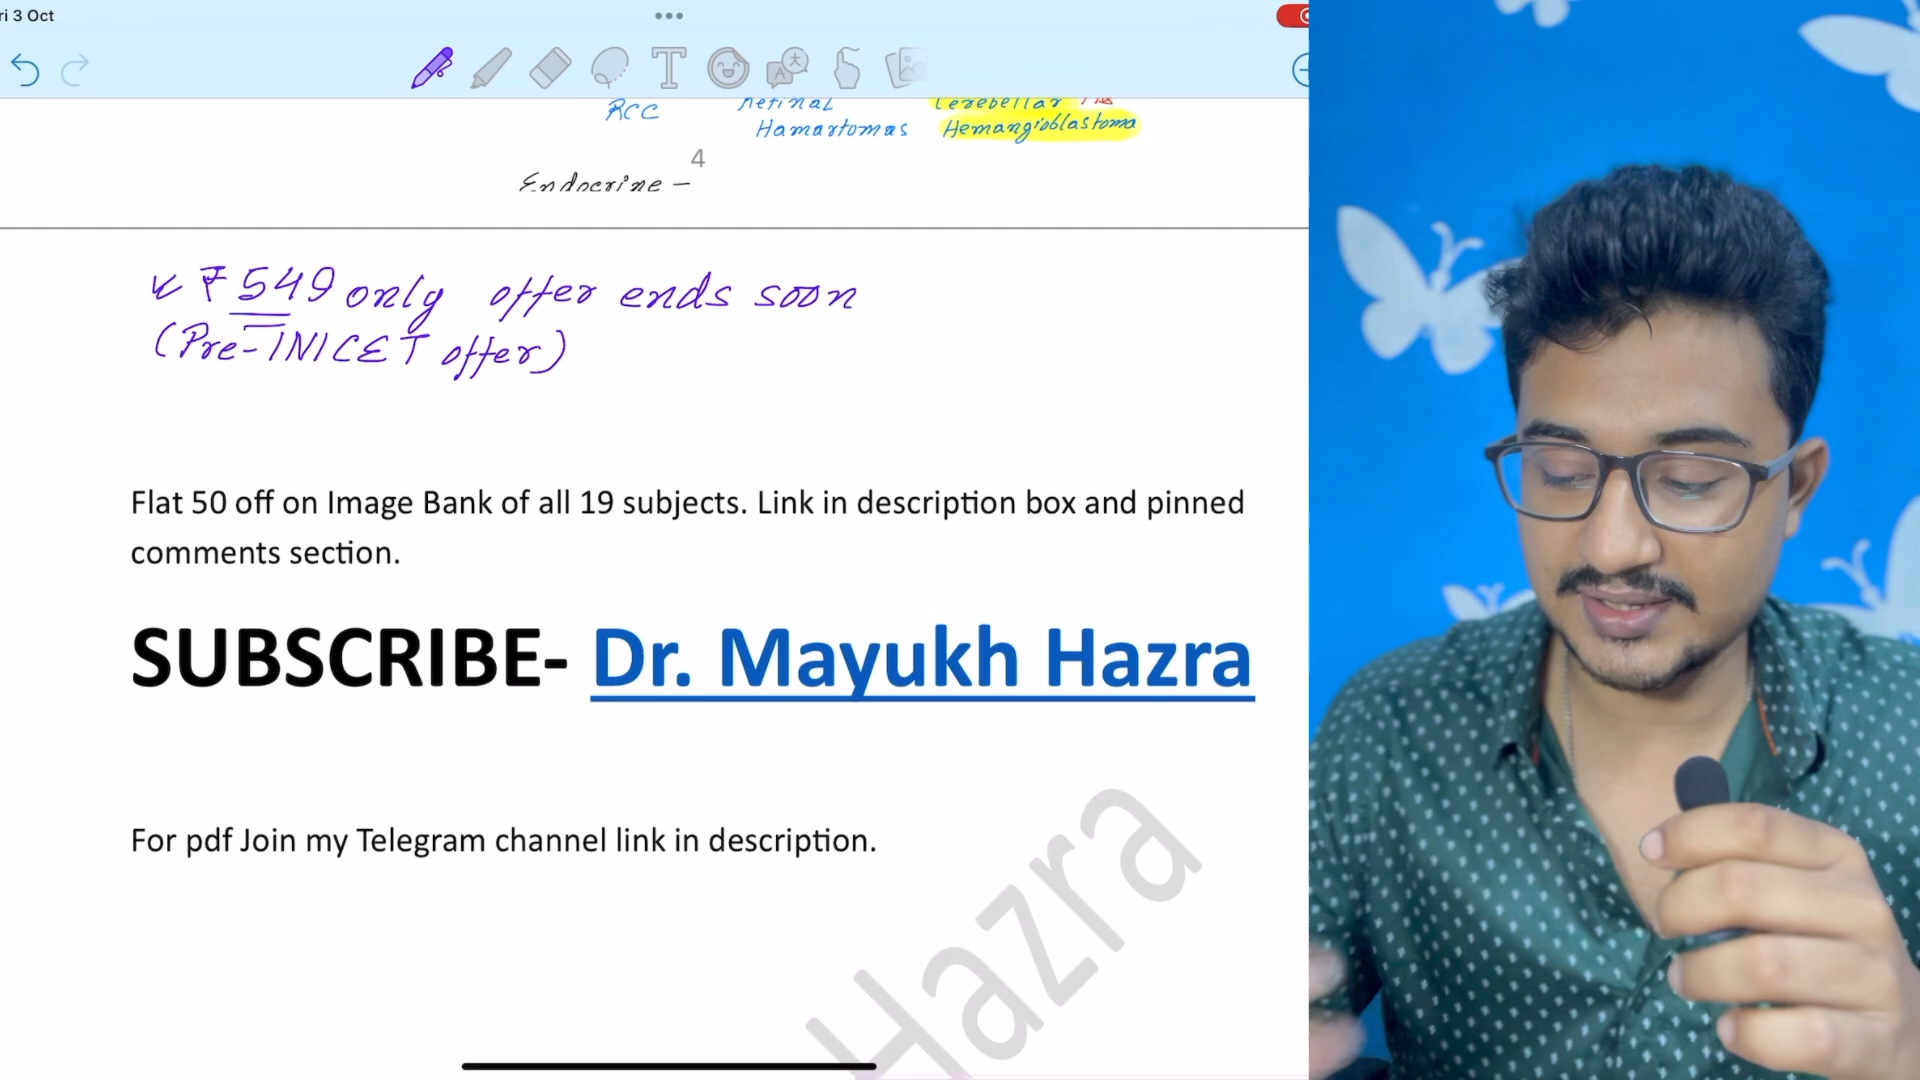 ri 3 Oct
RCC
Retinal
Hamartomas
Cerebellar
Hemangioblastoma
4
Endocrine -
₹ 549 only offer ends soon
(Pre-INICET offer)
Flat 50 off on Image Bank of all 19 subjects. Link in description box and pinned
comments section.
SUBSCRIBE- Dr. Mayukh Hazra
For pdf Join my Telegram channel link in description.
Hazra